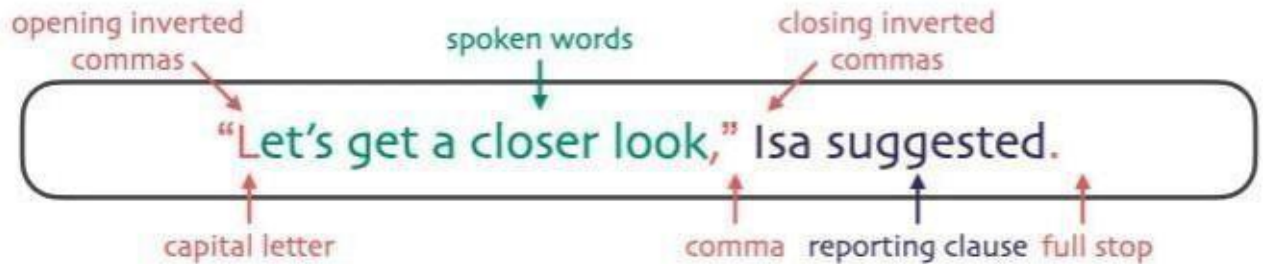 opening inverted commas
spoken words
closing inverted commas
“Let’s get a closer look,” Isa suggested.
capital letter
comma
reporting clause
full stop